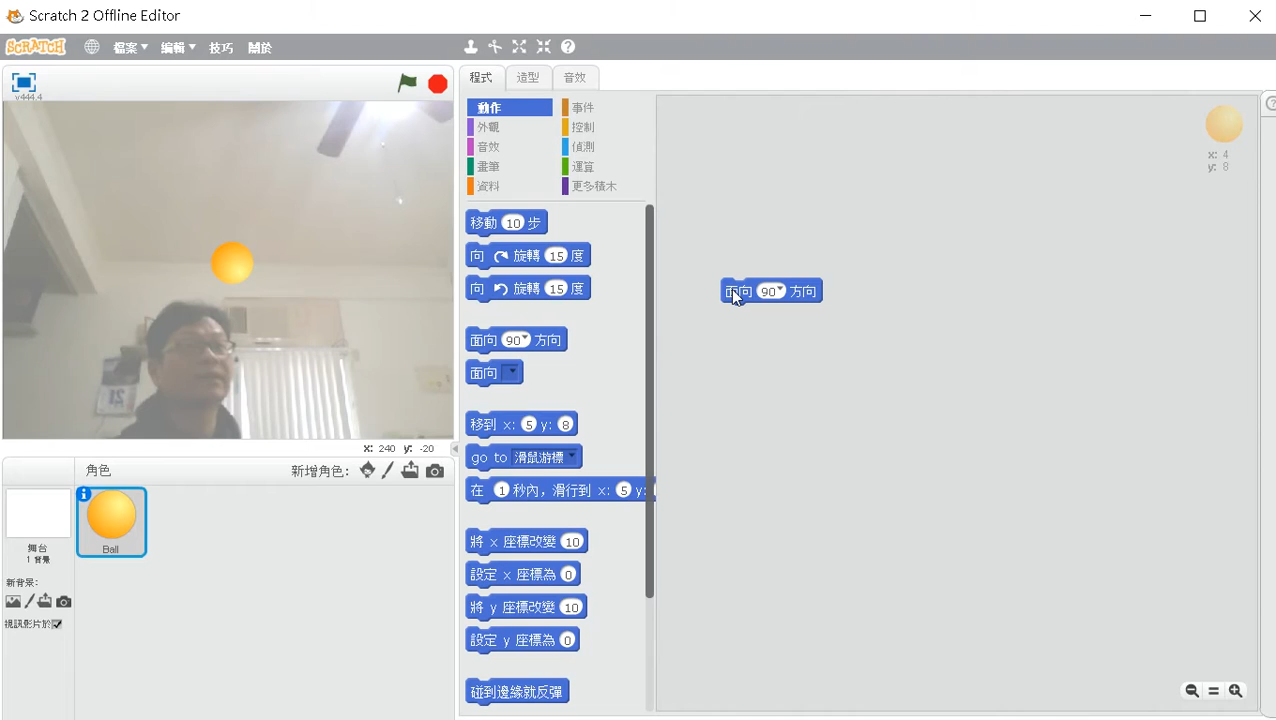 Scratch 2 Offline Editor
SCRATCH 檔案 編輯 技巧 關於
v444.4
程式 造型 音效
動作 事件
外觀 控制
音效 偵測
畫筆 運算
資料 更多積木
x: 4
y: 8
移動 10 步
向 旋轉 15 度
向 旋轉 15 度
面向 90 方向
面向
移到 x: 5 y: 8
go to 滑鼠游標
在 1 秒內，滑行到 x: 5 y:
將 x 座標改變 10
設定 x 座標為 0
將 y 座標改變 10
設定 y 座標為 0
碰到邊緣就反彈
面向 90 方向
21
x: 240 y: -20
角色 新增角色:
Ball
舞台
1 背景
新背景:
視訊影片於